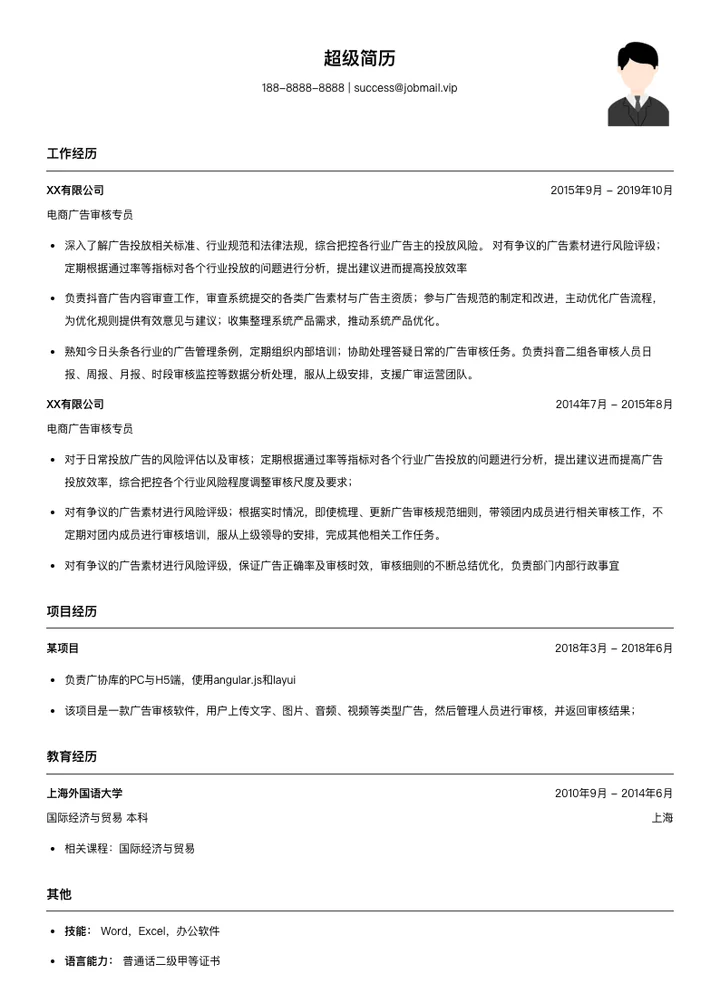 超级简历
188-8888-8888 | success@jobmail.vip
工作经历
XX有限公司 2015年9月 – 2019年10月
电商广告审核专员
• 深入了解广告投放相关标准、行业规范和法律法规，综合把控各行业广告主的投放风险。 对有争议的广告素材进行风险评级；
定期根据通过率等指标对各个行业投放的问题进行分析，提出建议进而提高投放效率
• 负责抖音广告内容审查工作，审查系统提交的各类广告素材与广告主资质；参与广告规范的制定和改进，主动优化广告流程，
为优化规则提供有效意见与建议；收集整理系统产品需求，推动系统产品优化。
• 熟知今日头条各行业的广告管理条例，定期组织内部培训；协助处理答疑日常的广告审核任务。负责抖音二组各审核人员日
报、周报、月报、时段审核监控等数据分析处理，服从上级安排，支援广审运营团队。
XX有限公司 2014年7月 – 2015年8月
电商广告审核专员
• 对于日常投放广告的风险评估以及审核；定期根据通过率等指标对各个行业广告投放的问题进行分析，提出建议进而提高广告
投放效率，综合把控各个行业风险程度调整审核尺度及要求；
• 对有争议的广告素材进行风险评级；根据实时情况，即使梳理、更新广告审核规范细则，带领团内成员进行相关审核工作，不
定期对团内成员进行审核培训，服从上级领导的安排，完成其他相关工作任务。
• 对有争议的广告素材进行风险评级，保证广告正确率及审核时效，审核细则的不断总结优化，负责部门内部行政事宜
项目经历
某项目 2018年3月 – 2018年6月
• 负责广协库的PC与H5端，使用angular.js和layui
• 该项目是一款广告审核软件，用户上传文字、图片、音频、视频等类型广告，然后管理人员进行审核，并返回审核结果；
教育经历
上海外国语大学 2010年9月 – 2014年6月
国际经济与贸易 本科 上海
• 相关课程：国际经济与贸易
其他
• 技能： Word，Excel，办公软件
• 语言能力： 普通话二级甲等证书